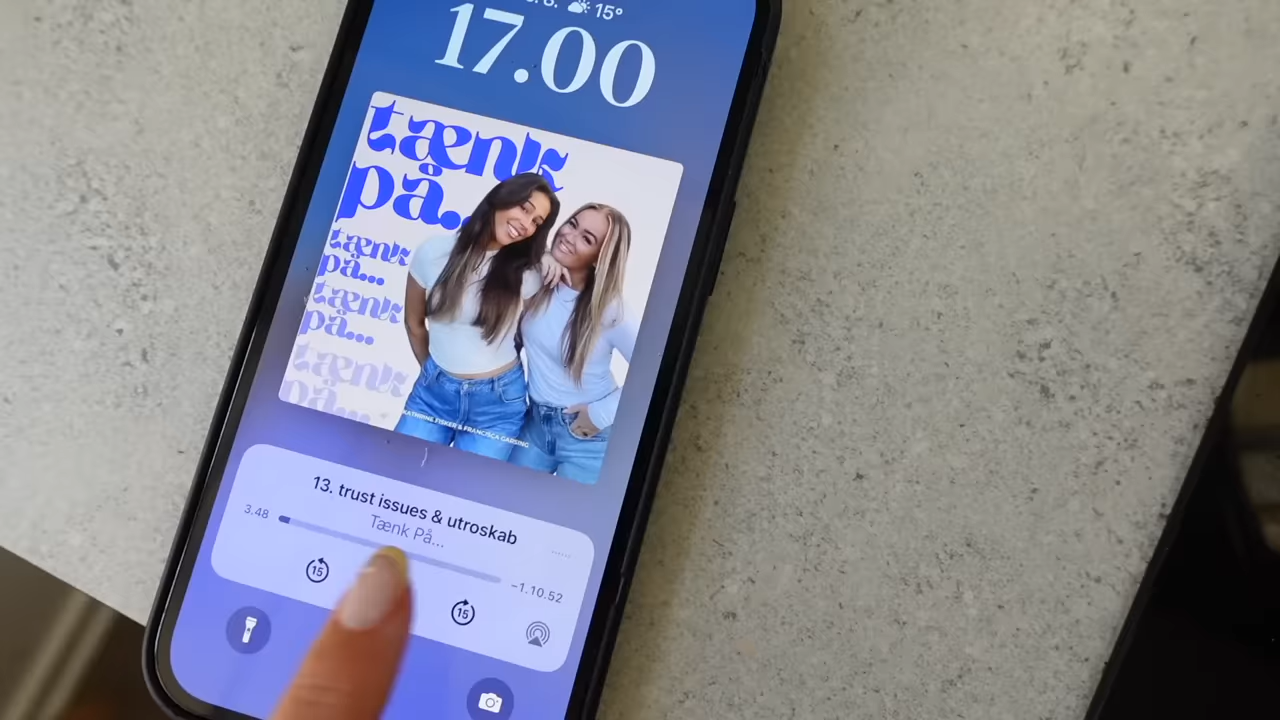 15°
17.00
tænk
på...
tænk
på...
tænk
på...
tænk
på...
KATHRINE FISKER & FRANCISCA GARSING
13. trust issues & utroskab
Tænk På...
3.48
-1.10.52
15
15